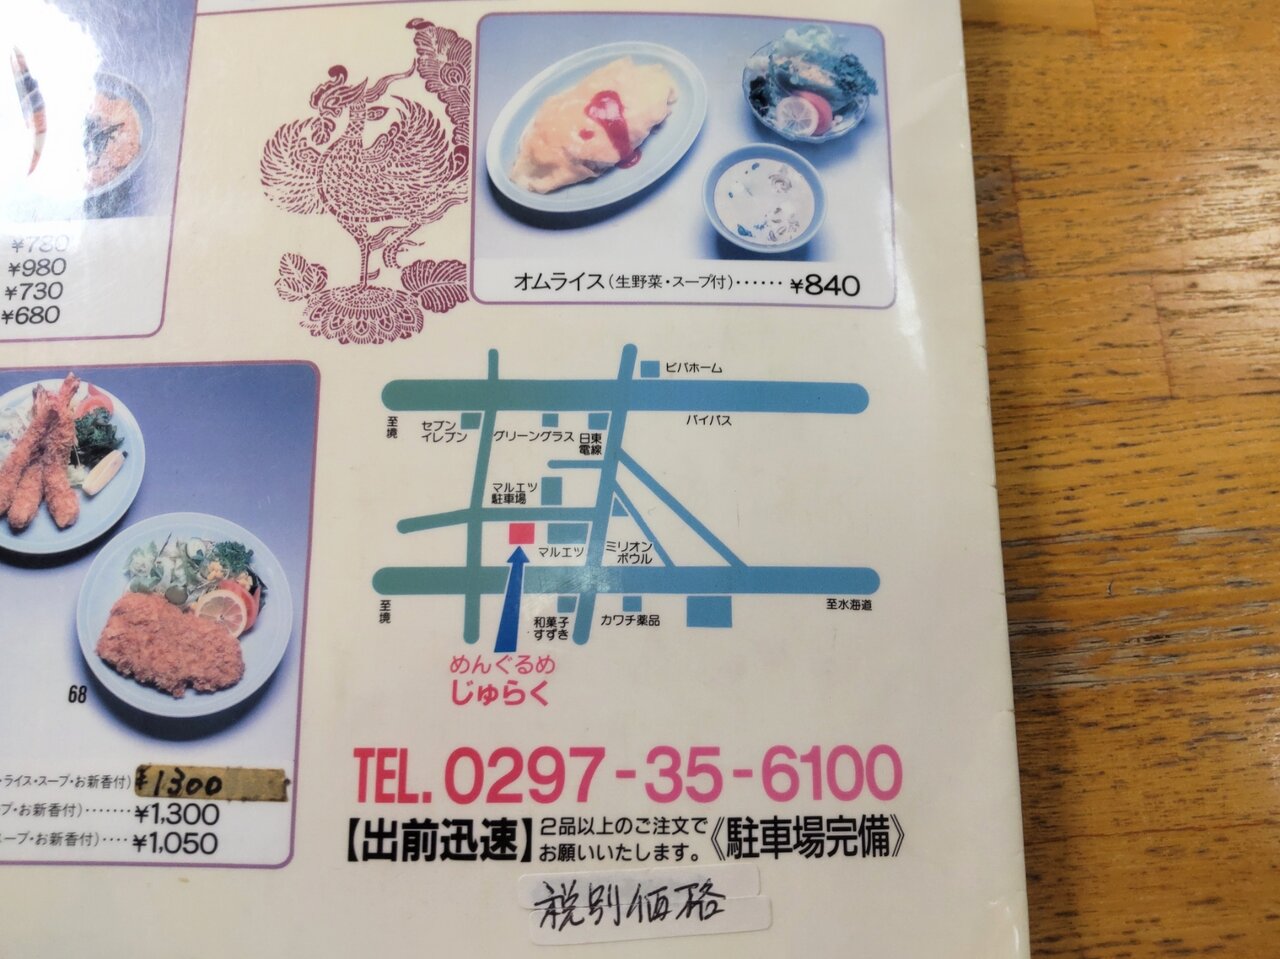 ¥780
¥980
¥730
¥680
オムライス(生野菜・スープ付)‥‥‥¥840
ビバホーム
至境
セブンイレブン
グリーングラス
日東電線
バイパス
マルエツ駐車場
マルエツ
ミリオンボウル
至境
和菓子すずき
カワチ薬品
至水海道
めんぐるめ
じゅらく
68
・ライス・スープ・お新香付) ¥1300
プ・お新香付)‥‥‥¥1,300
スープ・お新香付)‥‥¥1,050
TEL. 0297-35-6100
【出前迅速】2品以上のご注文でお願いいたします。《駐車場完備》
税別価格